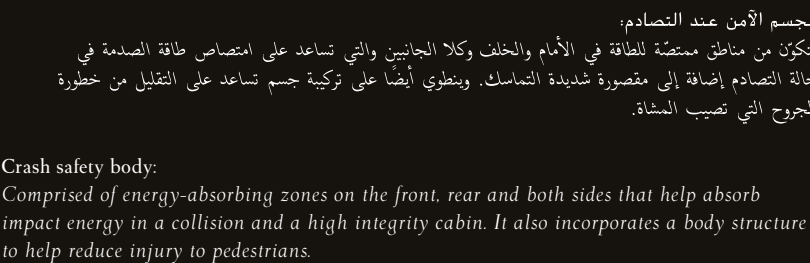 الجسم الآمن عند التصادم:
تتكوّن من مناطق ممتصّة للطاقة في الأمام والخلف وكلا الجانبين والتي تساعد على امتصاص طاقة الصدمة في
حالة التصادم إضافة إلى مقصورة شديدة التماسك. وينطوي أيضًا على تركيبة جسم تساعد على التقليل من خطورة
الجروح التي تصيب المشاة.
Crash safety body:
Comprised of energy-absorbing zones on the front, rear and both sides that help absorb
impact energy in a collision and a high integrity cabin. It also incorporates a body structure
to help reduce injury to pedestrians.